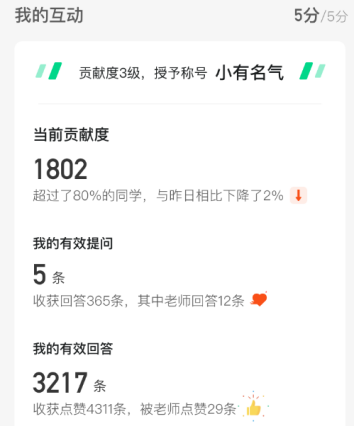 我的互动 5分/5分
贡献度3级，授予称号 小有名气
当前贡献度
1802
超过了80%的同学，与昨日相比下降了2%
我的有效提问
5 条
收获回答365条，其中老师回答12条
我的有效回答
3217 条
收获点赞4311条，被老师点赞29条